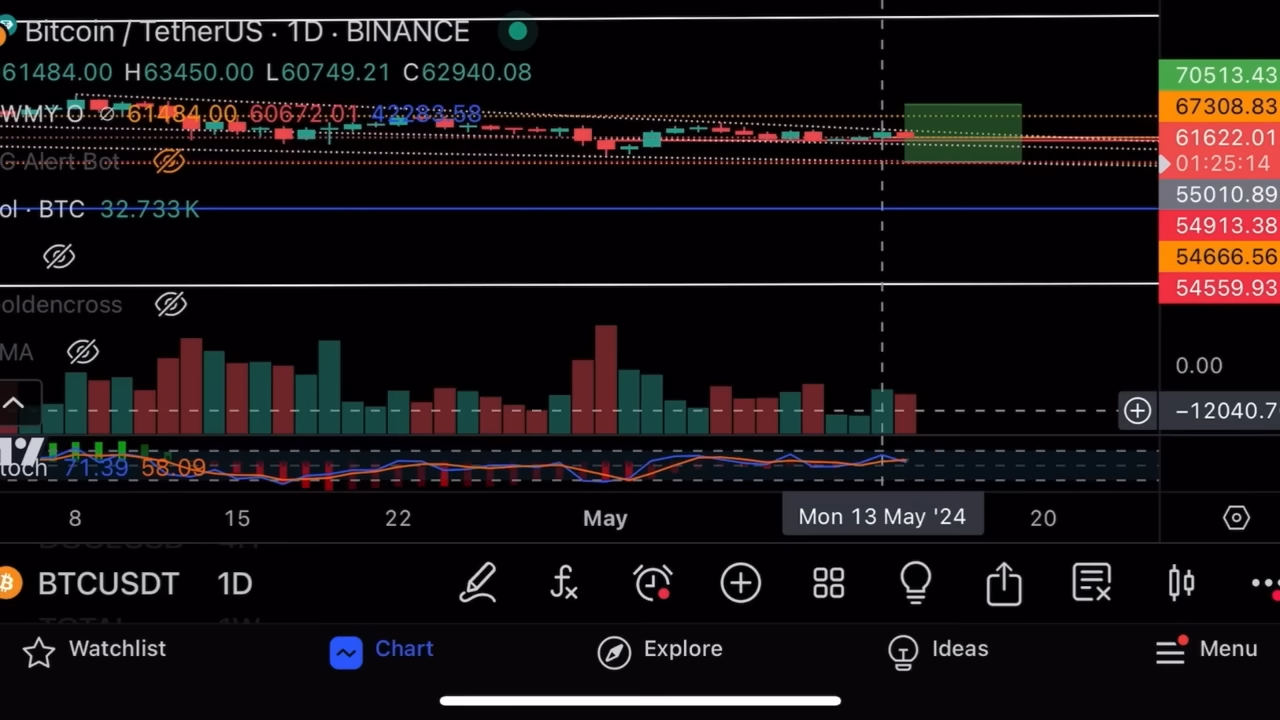 Bitcoin / TetherUS · 1D · BINANCE
61484.00 H63450.00 L60749.21 C62940.08
WMY O ∅ 61484.00 60672.01 42283.58
G Alert Bot
ol · BTC 32.733K
oldencross
MA
70513.43
67308.83
61622.01
01:25:14
55010.89
54913.38
54666.56
54559.93
0.00
−12040.7
toch 71.39 58.09
8 15 22 May Mon 13 May '24 20
BTCUSDT 1D
Watchlist Chart Explore Ideas Menu